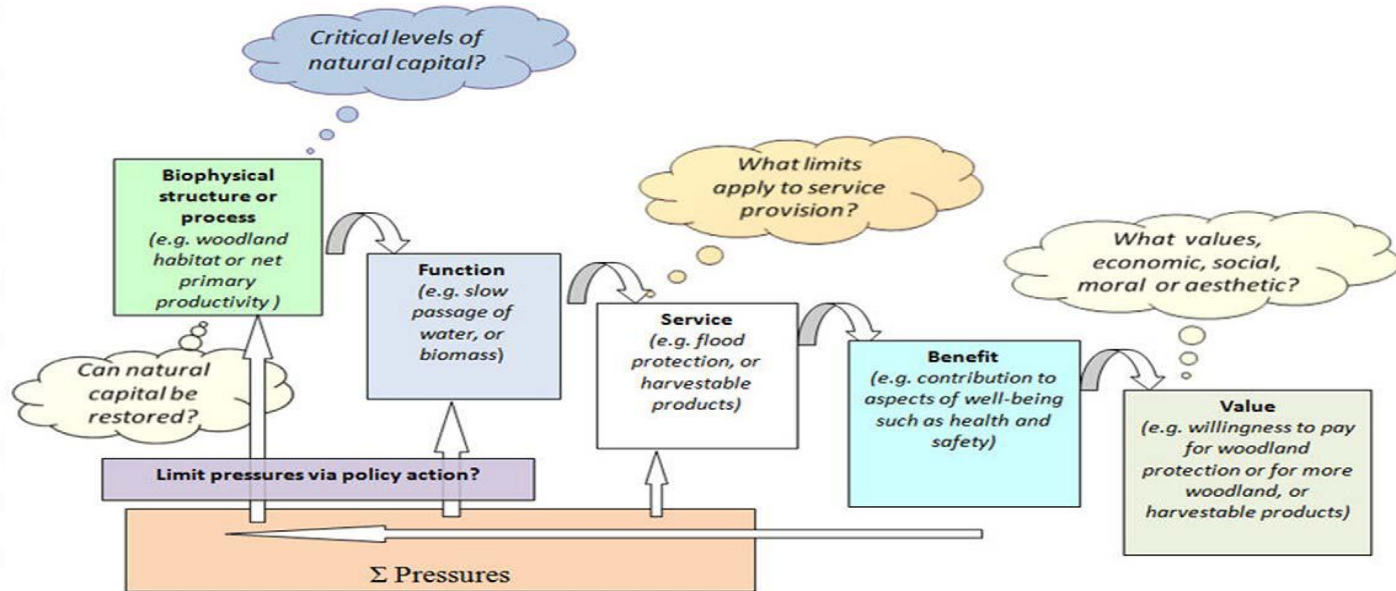 Critical levels of
natural capital?
Biophysical
structure or
process
(e.g. woodland
habitat or net
primary
productivity )
Can natural
capital be
restored?
Function
(e.g. slow
passage of
water, or
biomass)
What limits
apply to service
provision?
Service
(e.g. flood
protection, or
harvestable
products)
Benefit
(e.g. contribution to
aspects of well-being
such as health and
safety)
What values,
economic, social,
moral or aesthetic?
Value
(e.g. willingness to pay
for woodland
protection or for more
woodland, or
harvestable products)
Limit pressures via policy action?
Σ Pressures